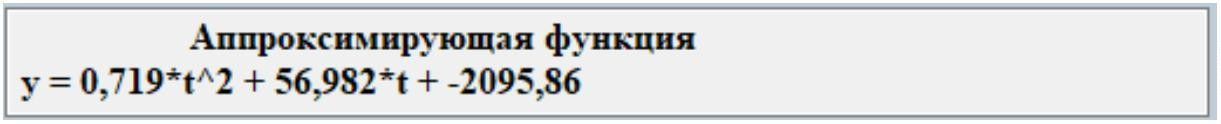 Аппроксимирующая функция
y = 0,719*t^2 + 56,982*t + -2095,86